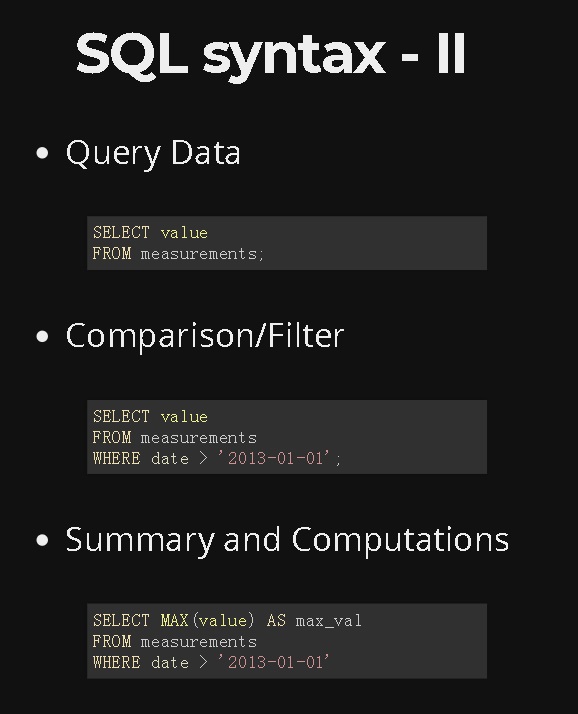 SQL syntax - II
• Query Data
SELECT value
FROM measurements;
• Comparison/Filter
SELECT value
FROM measurements
WHERE date > '2013-01-01';
• Summary and Computations
SELECT MAX(value) AS max_val
FROM measurements
WHERE date > '2013-01-01'